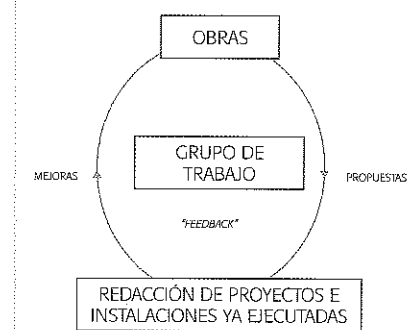 OBRAS
GRUPO DE
TRABAJO
MEJORAS
PROPUESTAS
"FEEDBACK"
REDACCIÓN DE PROYECTOS E
INSTALACIONES YA EJECUTADAS